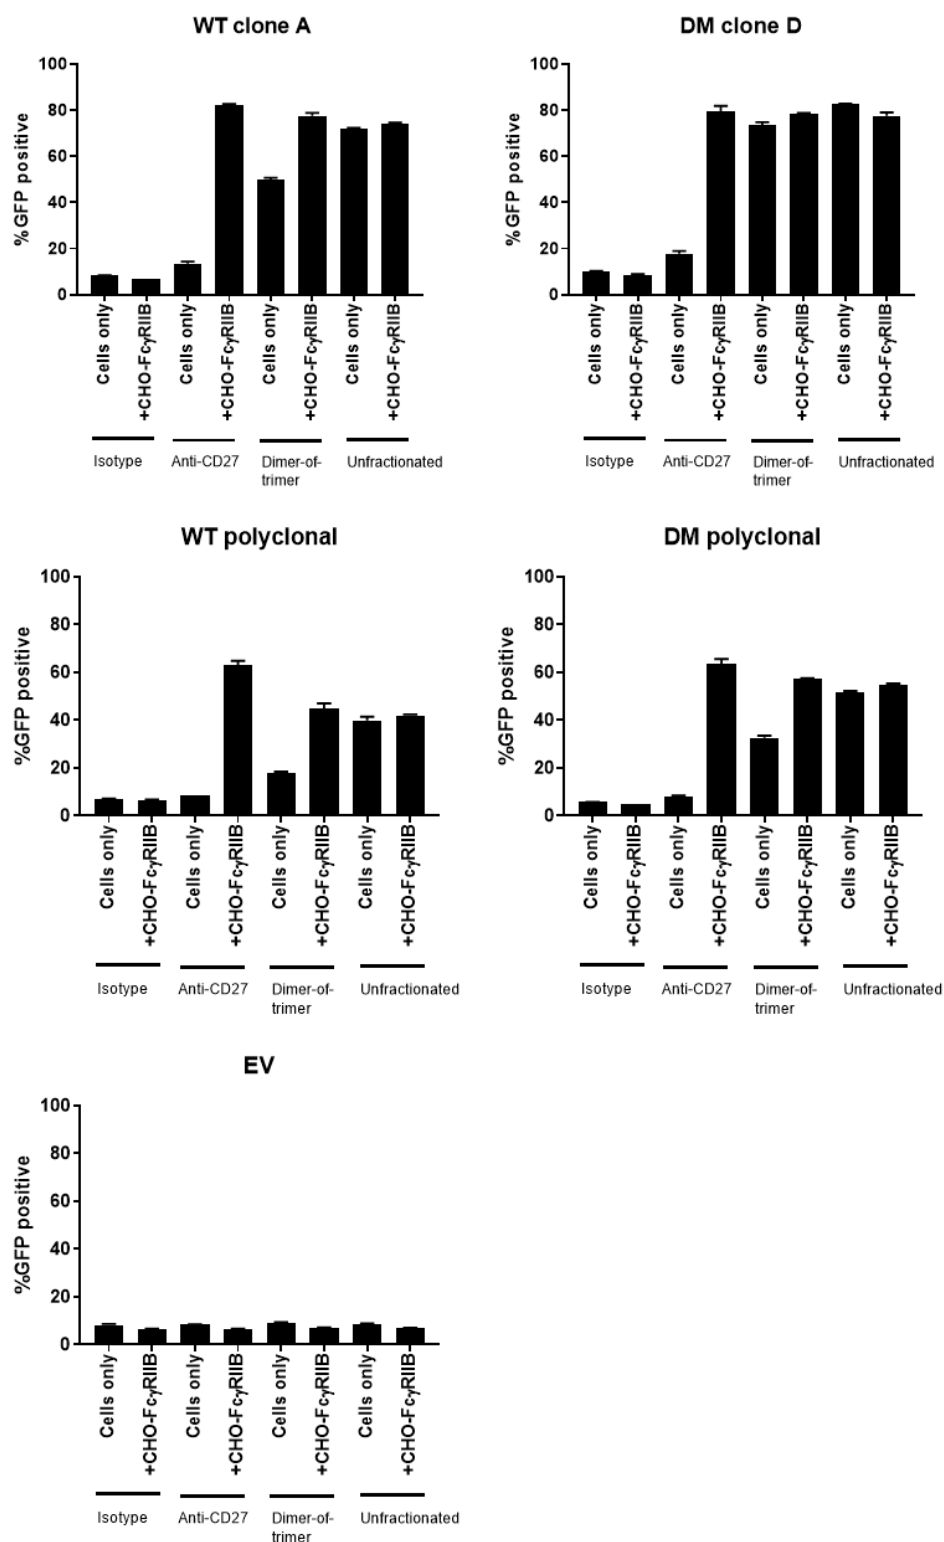 WT clone A
%GFP positive
100
80
60
40
20
0
Cells only
+CHO-FcγRIIB
Cells only
+CHO-FcγRIIB
Cells only
+CHO-FcγRIIB
Cells only
+CHO-FcγRIIB
Isotype
Anti-CD27
Dimer-of-
trimer
Unfractionated
DM clone D
%GFP positive
100
80
60
40
20
0
Cells only
+CHO-FcγRIIB
Cells only
+CHO-FcγRIIB
Cells only
+CHO-FcγRIIB
Cells only
+CHO-FcγRIIB
Isotype
Anti-CD27
Dimer-of-
trimer
Unfractionated
WT polyclonal
%GFP positive
100
80
60
40
20
0
Cells only
+CHO-FcγRIIB
Cells only
+CHO-FcγRIIB
Cells only
+CHO-FcγRIIB
Cells only
+CHO-FcγRIIB
Isotype
Anti-CD27
Dimer-of-
trimer
Unfractionated
DM polyclonal
%GFP positive
100
80
60
40
20
0
Cells only
+CHO-FcγRIIB
Cells only
+CHO-FcγRIIB
Cells only
+CHO-FcγRIIB
Cells only
+CHO-FcγRIIB
Isotype
Anti-CD27
Dimer-of-
trimer
Unfractionated
EV
%GFP positive
100
80
60
40
20
0
Cells only
+CHO-FcγRIIB
Cells only
+CHO-FcγRIIB
Cells only
+CHO-FcγRIIB
Cells only
+CHO-FcγRIIB
Isotype
Anti-CD27
Dimer-of-
trimer
Unfractionated